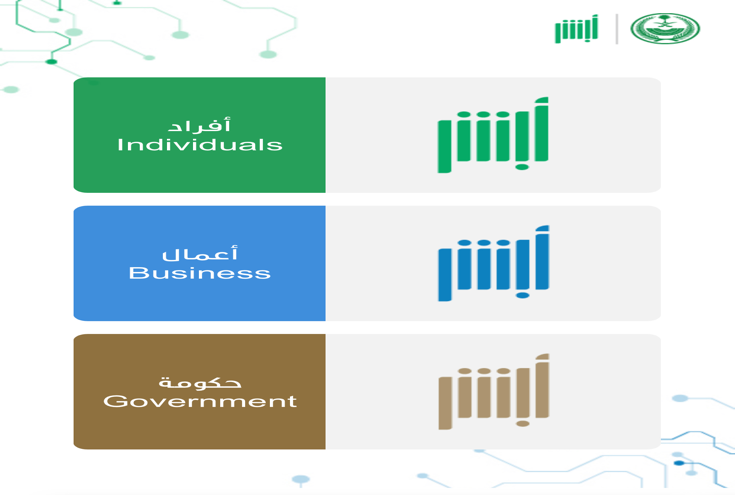 أبشر
أفراد
Individuals
أبشر
أعمال
Business
أبشر
حكومة
Government
أبشر